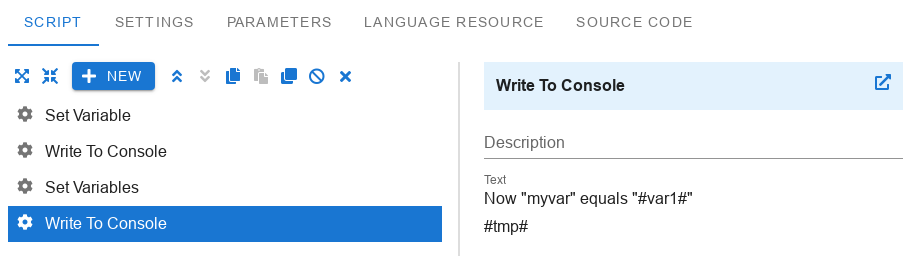 SCRIPT SETTINGS PARAMETERS LANGUAGE RESOURCE SOURCE CODE
NEW
Set Variable
Write To Console
Set Variables
Write To Console
Write To Console
Description
Text
Now "myvar" equals "#var1#"
#tmp#